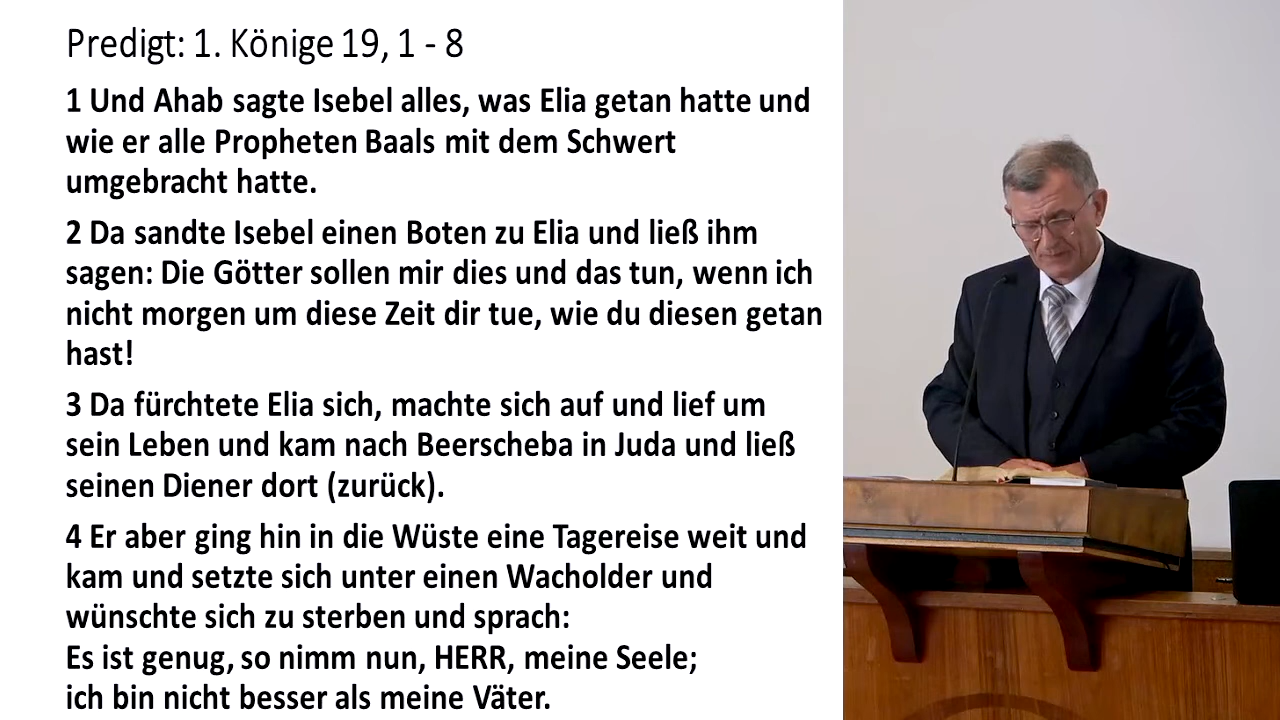 Predigt: 1. Könige 19, 1 - 8
1 Und Ahab sagte Isebel alles, was Elia getan hatte und
wie er alle Propheten Baals mit dem Schwert
umgebracht hatte.
2 Da sandte Isebel einen Boten zu Elia und ließ ihm
sagen: Die Götter sollen mir dies und das tun, wenn ich
nicht morgen um diese Zeit dir tue, wie du diesen getan
hast!
3 Da fürchtete Elia sich, machte sich auf und lief um
sein Leben und kam nach Beerscheba in Juda und ließ
seinen Diener dort (zurück).
4 Er aber ging hin in die Wüste eine Tagereise weit und
kam und setzte sich unter einen Wacholder und
wünschte sich zu sterben und sprach:
Es ist genug, so nimm nun, HERR, meine Seele;
ich bin nicht besser als meine Väter.